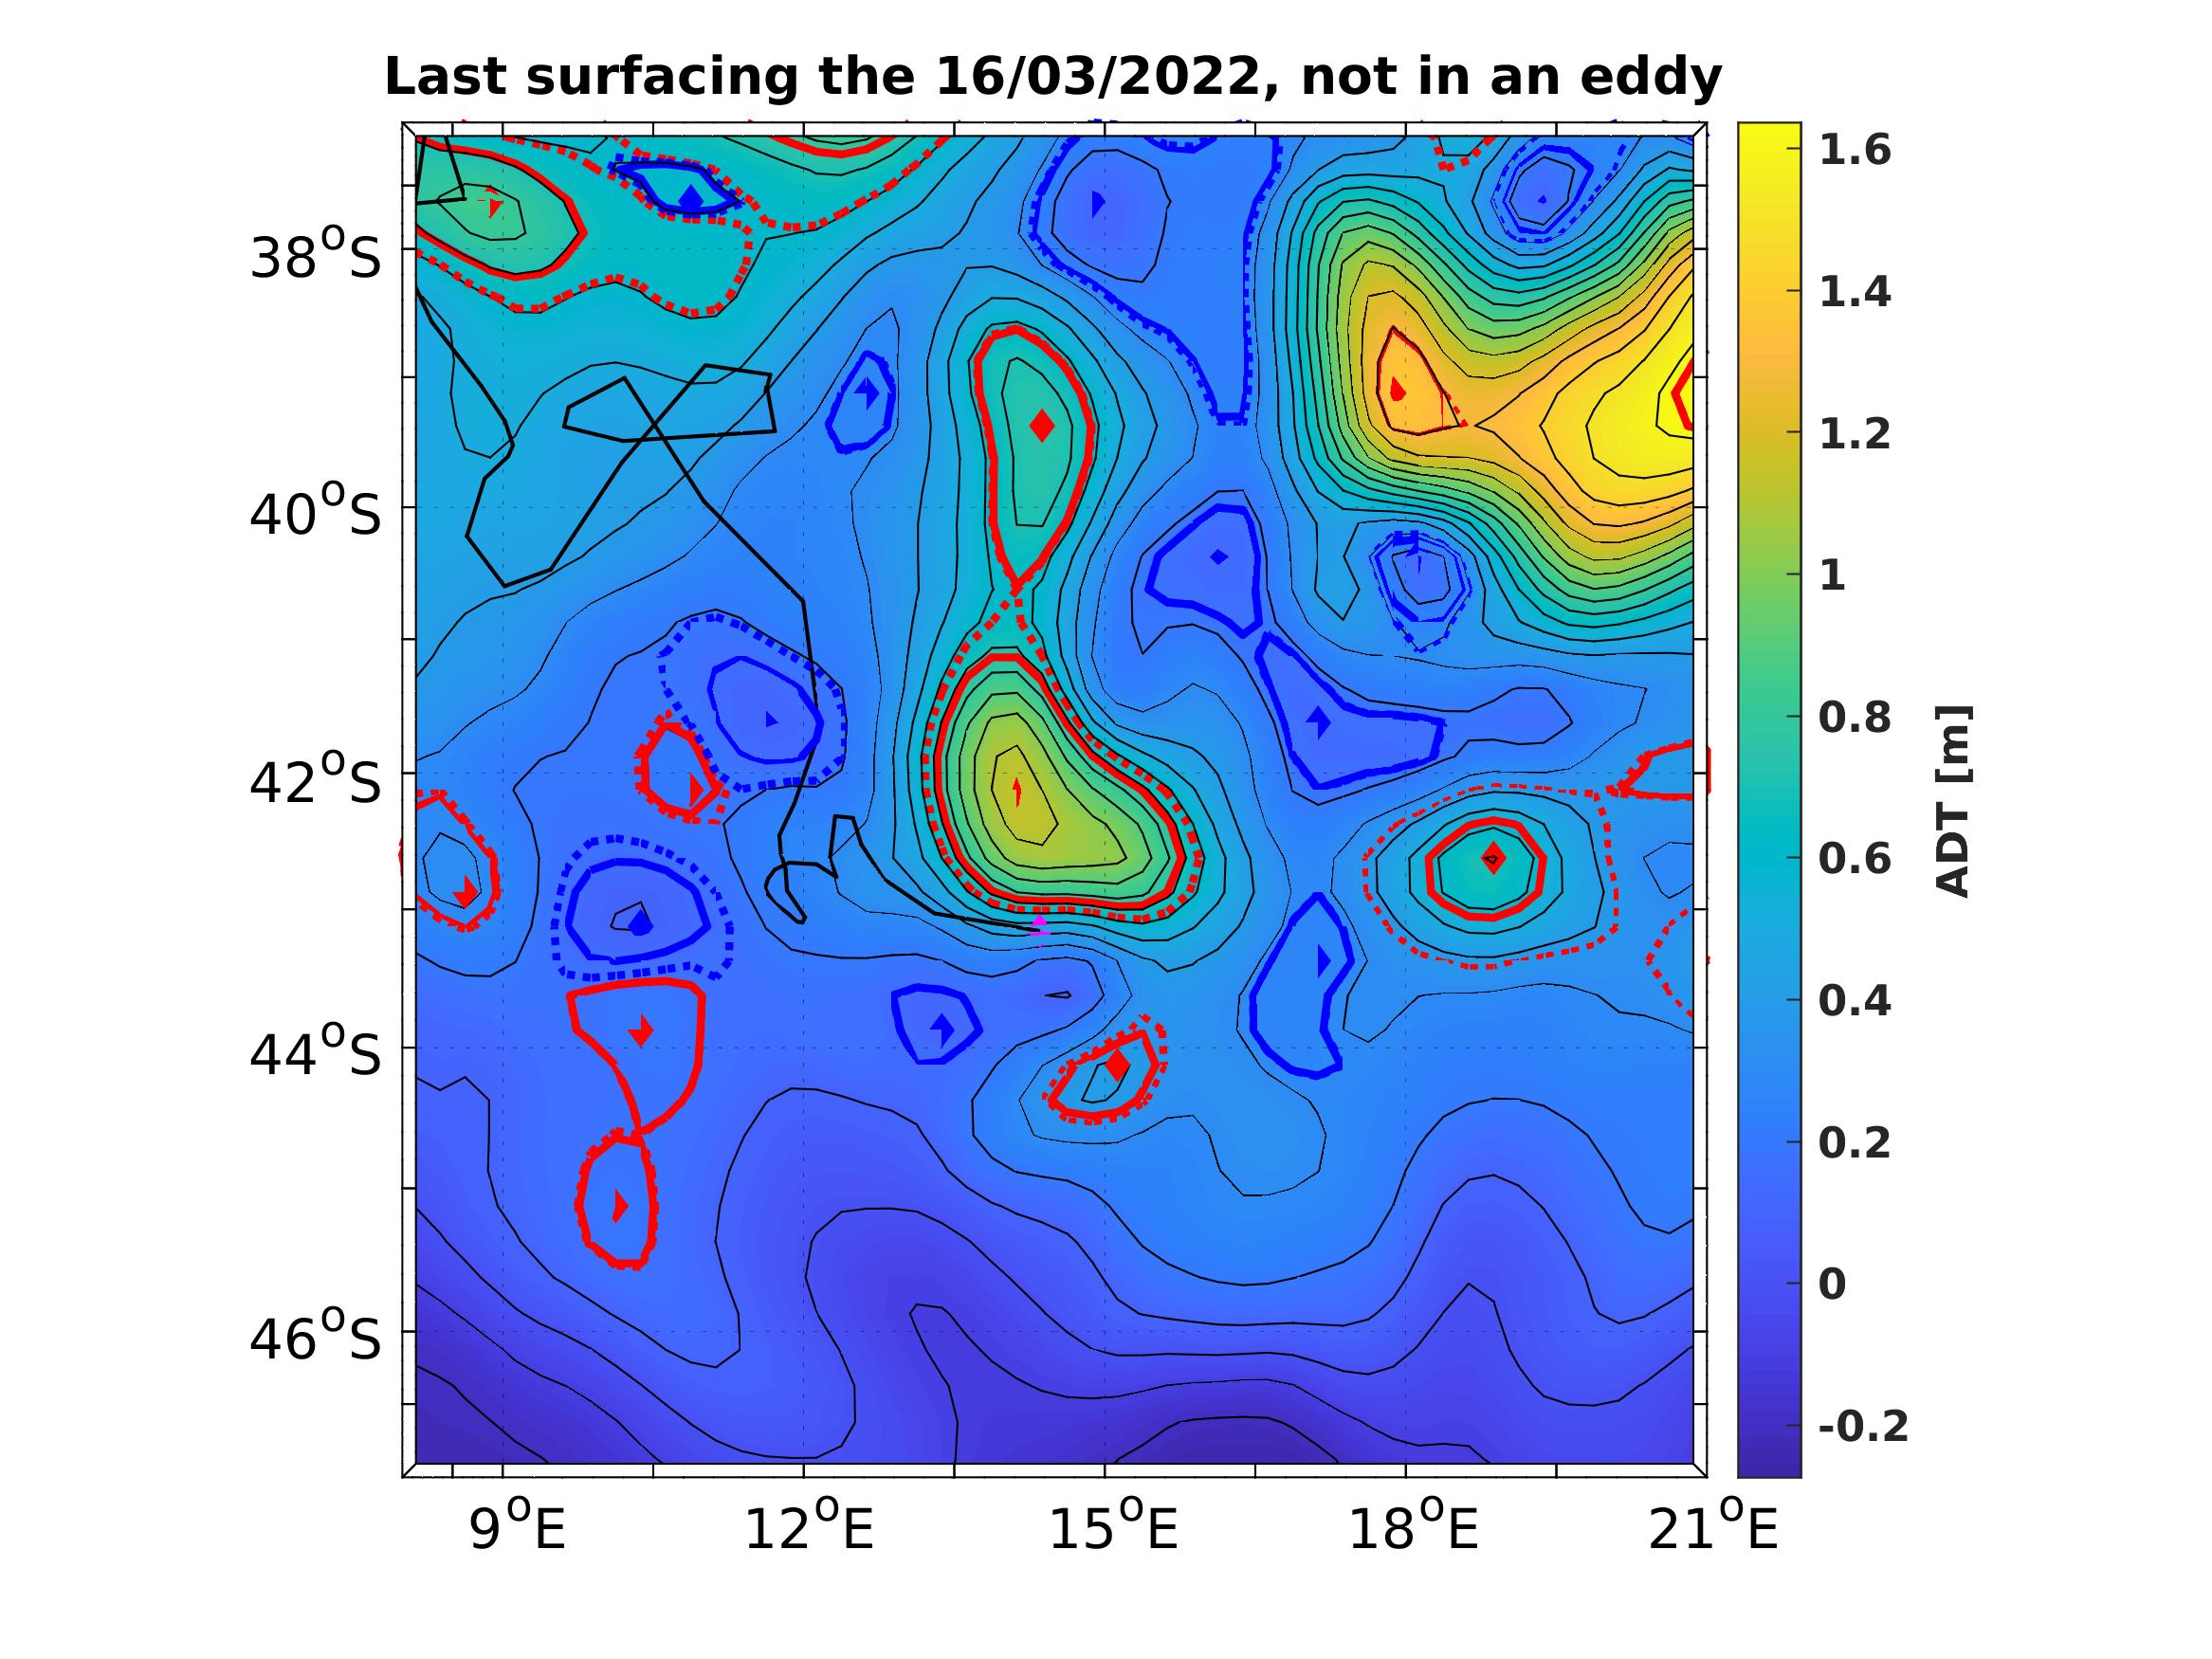 Last surfacing the 16/03/2022, not in an eddy
38°S
40°S
42°S
44°S
46°S
9°E
12°E
15°E
18°E
21°E
1.6
1.4
1.2
1
0.8
0.6
0.4
0.2
0
-0.2
ADT [m]